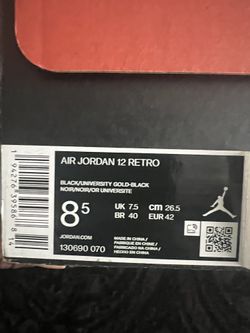 AIR JORDAN 12 RETRO
BLACK/UNIVERSITY GOLD-BLACK
NOIR/NOIR/OR UNIVERSITE
8.5
UK 7.5 cm 26.5
BR 40 EUR 42
JORDAN.COM
130690 070
MADE IN CHINA /
FABRIQUE EN CHINE /
FABRICADO EN CHINA /
HECHO EN CHINA